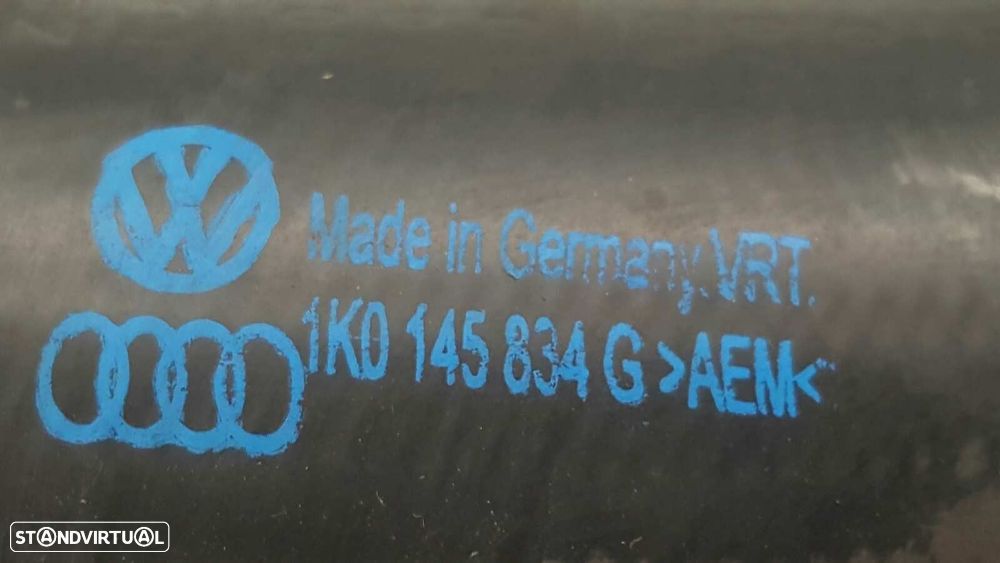 Made in Germany.VRT.
1K0 145 834 G >AEM<
STANDVIRTUAL